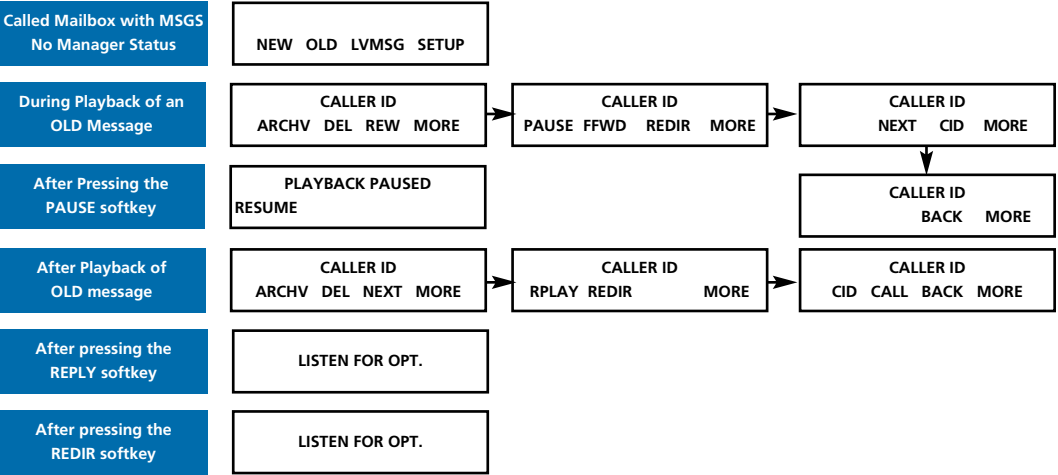 Called Mailbox with MSGS
No Manager Status
NEW OLD LVMSG SETUP
During Playback of an
OLD Message
CALLER ID
ARCHV DEL REW MORE
CALLER ID
PAUSE FFWD REDIR MORE
CALLER ID
NEXT CID MORE
CALLER ID
BACK MORE
After Pressing the
PAUSE softkey
PLAYBACK PAUSED
RESUME
After Playback of
OLD message
CALLER ID
ARCHV DEL NEXT MORE
CALLER ID
RPLAY REDIR MORE
CALLER ID
CID CALL BACK MORE
After pressing the
REPLY softkey
LISTEN FOR OPT.
After pressing the
REDIR softkey
LISTEN FOR OPT.